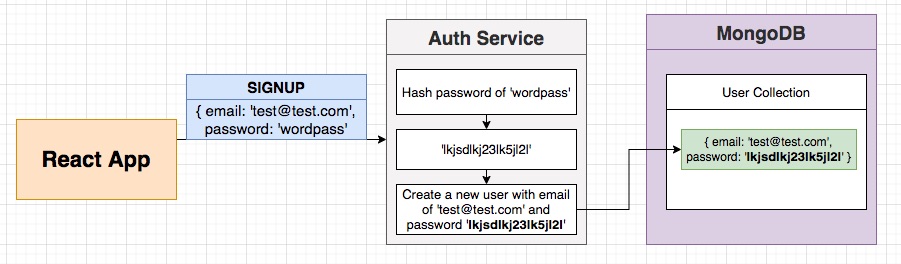 React App
SIGNUP
{ email: 'test@test.com',
password: 'wordpass'
Auth Service
Hash password of 'wordpass'
'lkjsdlkj23lk5jl2l'
Create a new user with email
of 'test@test.com' and
password 'lkjsdlkj23lk5jl2l'
MongoDB
User Collection
{ email: 'test@test.com',
password: 'lkjsdlkj23lk5jl2l' }